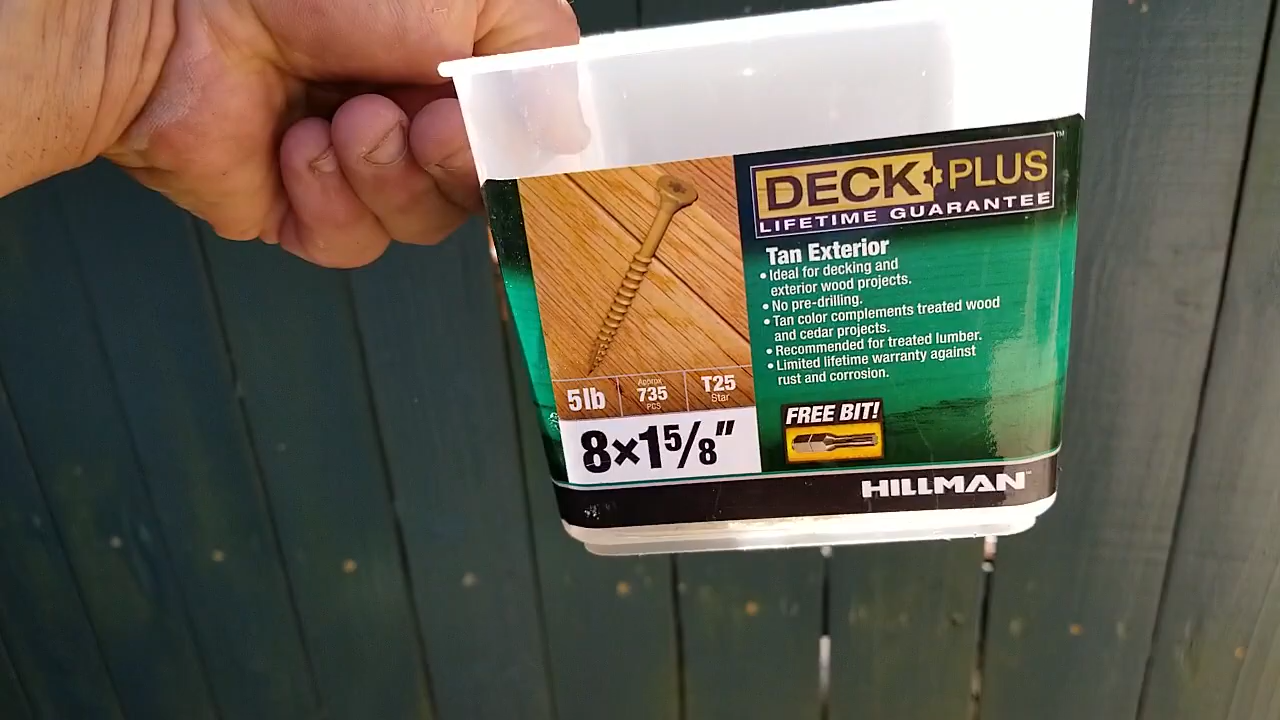 DECK PLUS™
LIFETIME GUARANTEE
Tan Exterior
• Ideal for decking and
exterior wood projects.
• No pre-drilling.
• Tan color complements treated wood
and cedar projects.
• Recommended for treated lumber.
• Limited lifetime warranty against
rust and corrosion.
5lb
Approx
735
PCS
T25
Star
8×1⅝"
FREE BIT!
HILLMAN™